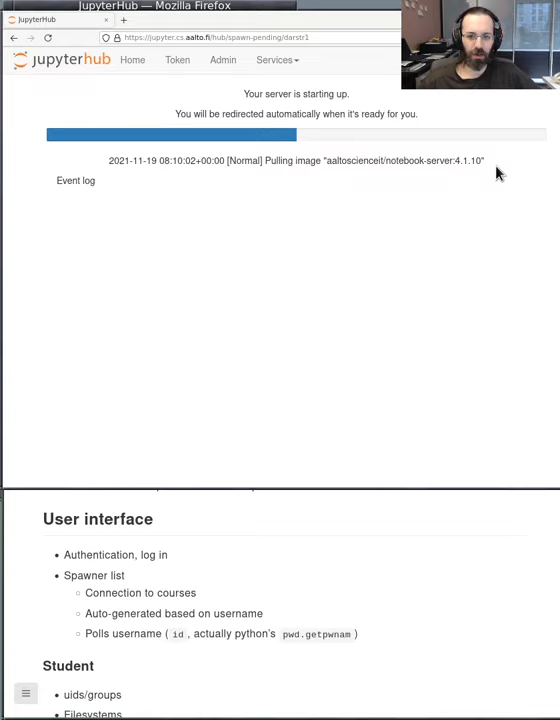 JupyterHub — Mozilla Firefox
JupyterHub
×
+
https://jupyter.cs.aalto.fi/hub/spawn-pending/darstr1
jupyterhub Home Token Admin Services
Your server is starting up.
You will be redirected automatically when it's ready for you.
2021-11-19 08:10:02+00:00 [Normal] Pulling image "aaltoscienceit/notebook-server:4.1.10"
Event log
User interface
• Authentication, log in
• Spawner list
◦ Connection to courses
◦ Auto-generated based on username
◦ Polls username ( id , actually python's pwd.getpwnam )
Student
• uids/groups
• Filesystems